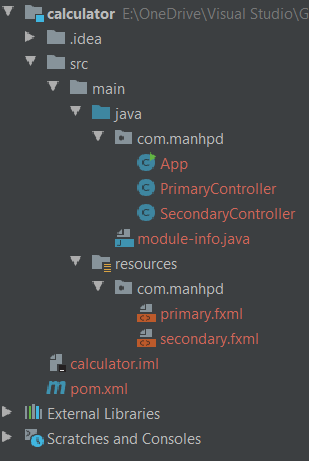 calculator E:\OneDrive\Visual Studio\G
.idea
src
main
java
com.manhpd
App
PrimaryController
SecondaryController
module-info.java
resources
com.manhpd
primary.fxml
secondary.fxml
calculator.iml
pom.xml
External Libraries
Scratches and Consoles